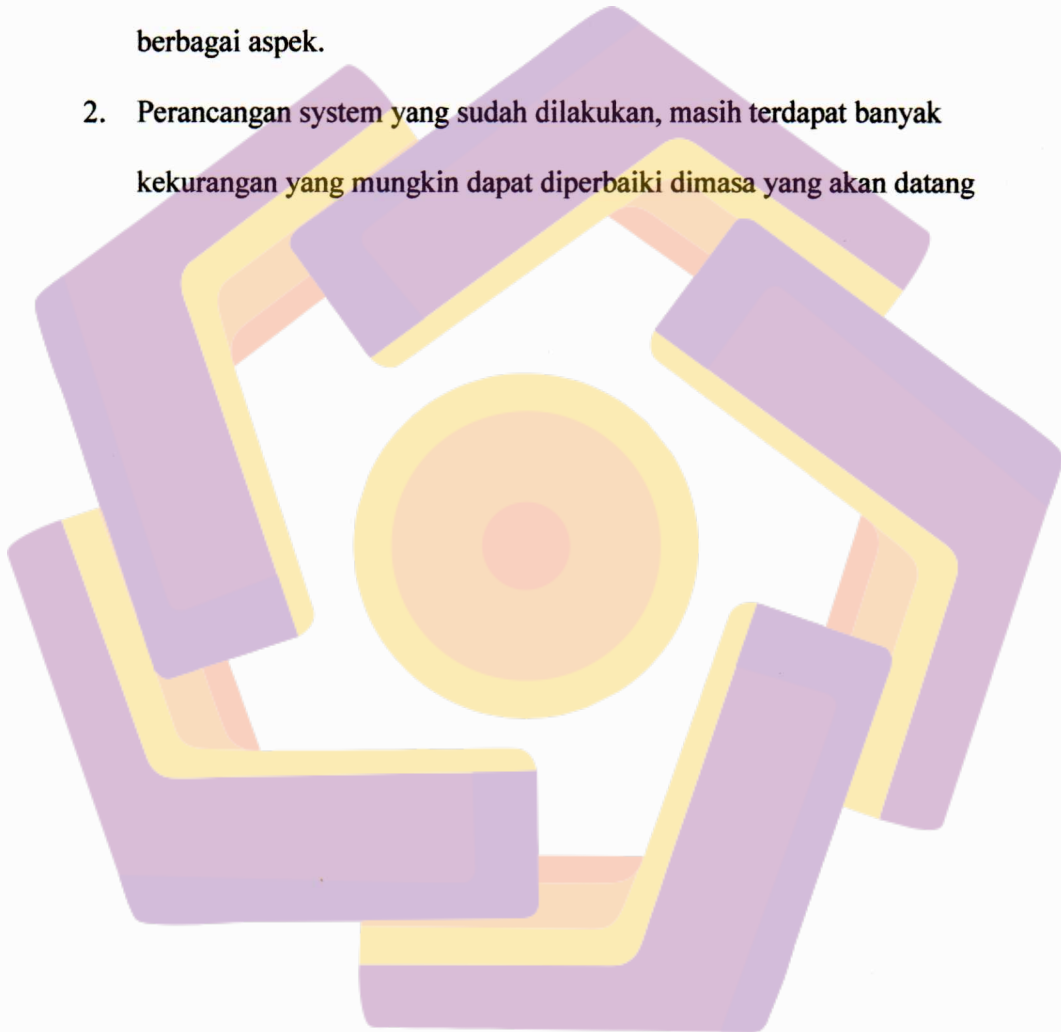 berbagai aspek.
2. Perancangan system yang sudah dilakukan, masih terdapat banyak
kekurangan yang mungkin dapat diperbaiki dimasa yang akan datang